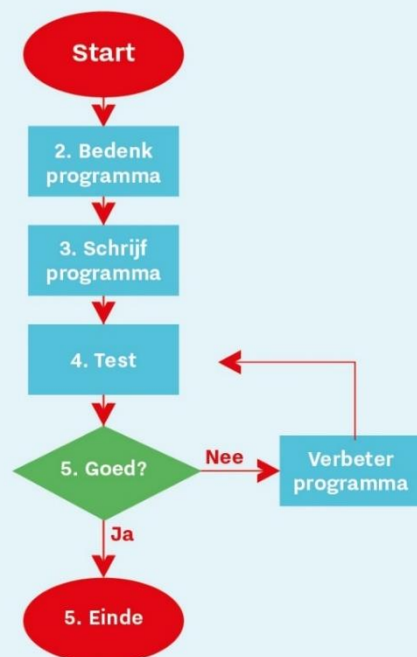 Start
2. Bedenk
programma
3. Schrijf
programma
4. Test
5. Goed?
Nee
Verbeter
programma
Ja
5. Einde